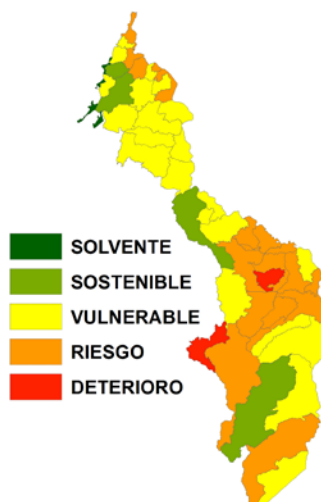 SOLVENTE
SOSTENIBLE
VULNERABLE
RIESGO
DETERIORO